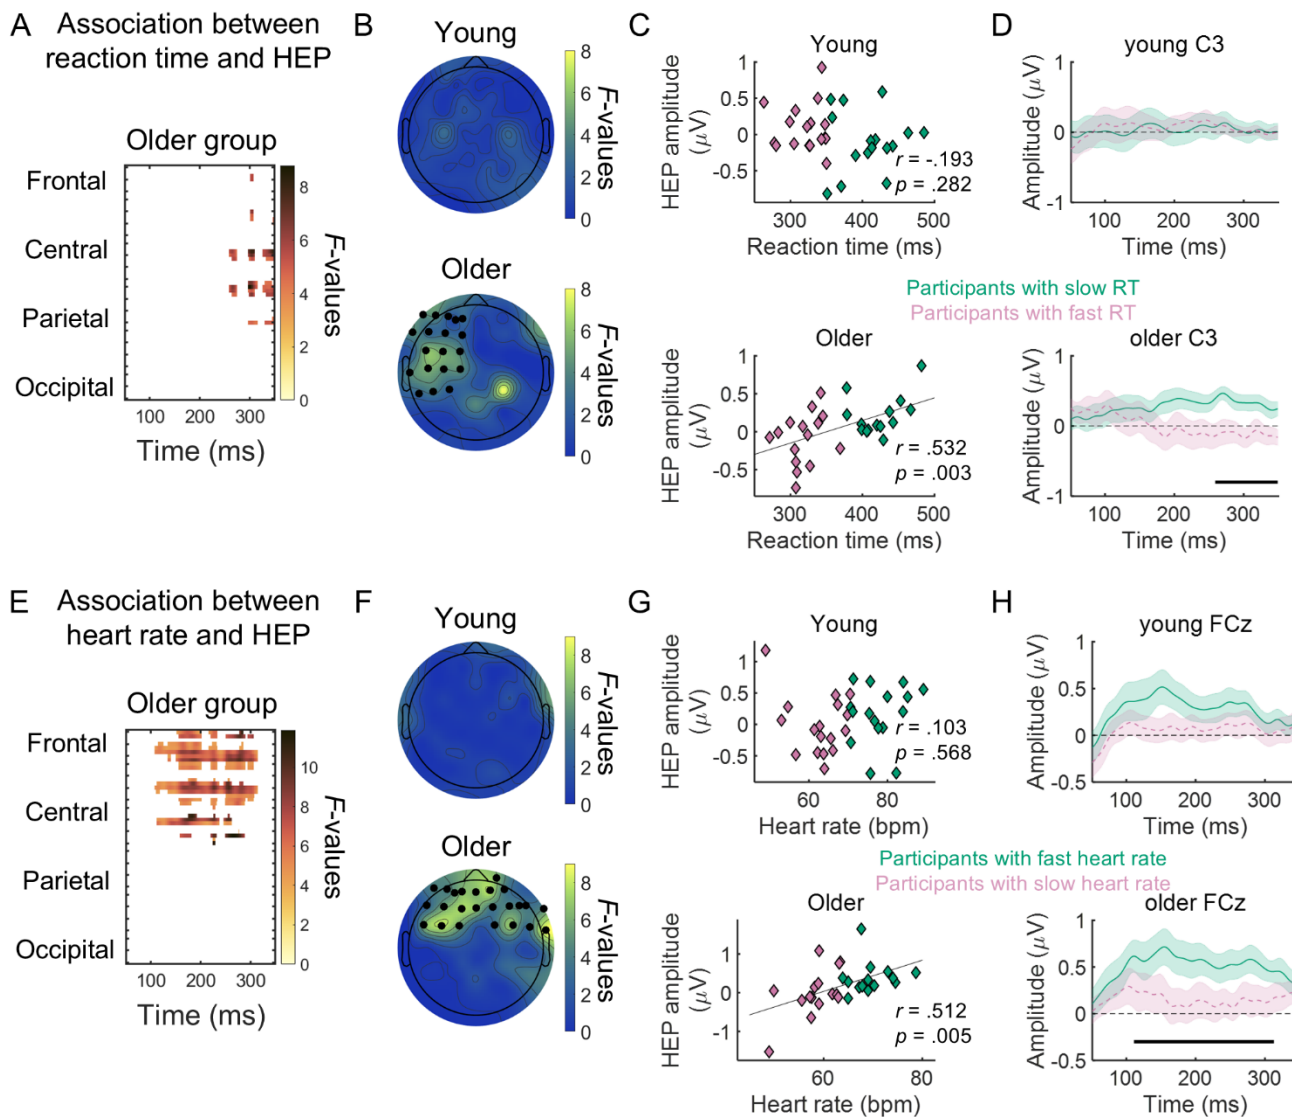 A
Association between
reaction time and HEP
Older group
Frontal
Central
Parietal
Occipital
100
200
300
Time (ms)
8
6
4
2
0
F-values
B
Young
8
6
4
2
0
F-values
Older
8
6
4
2
0
F-values
C
Young
HEP amplitude
(μV)
1
0.5
0
-0.5
r = -.193
p = .282
300
400
500
Reaction time (ms)
D
young C3
Amplitude (μV)
1
0
-1
100
200
300
Time (ms)
Participants with slow RT
Participants with fast RT
Older
HEP amplitude
(μV)
1
0.5
0
-0.5
r = .532
p = .003
300
400
500
Reaction time (ms)
older C3
Amplitude (μV)
1
0
-1
100
200
300
Time (ms)
E
Association between
heart rate and HEP
Older group
Frontal
Central
Parietal
Occipital
100
200
300
Time (ms)
10
5
0
F-values
F
Young
8
6
4
2
0
F-values
Older
8
6
4
2
0
F-values
G
Young
HEP amplitude
(μV)
1
0.5
0
-0.5
r = .103
p = .568
60
80
Heart rate (bpm)
H
young FCz
Amplitude (μV)
1
0.5
0
-0.5
100
200
300
Time (ms)
Participants with fast heart rate
Participants with slow heart rate
Older
HEP amplitude
(μV)
1
0
-1
r = .512
p = .005
60
80
Heart rate (bpm)
older FCz
Amplitude (μV)
1
0.5
0
-0.5
100
200
300
Time (ms)